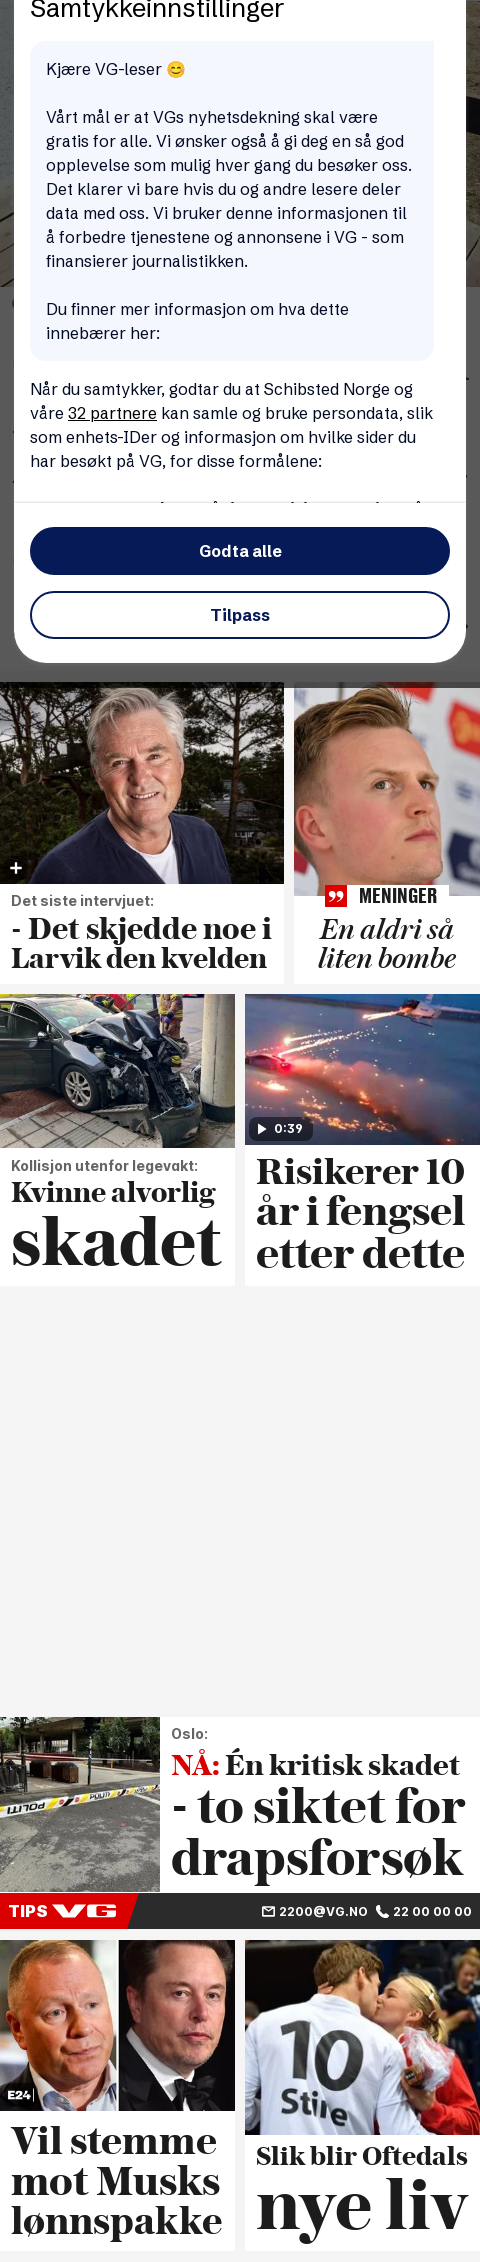 Samtykkeinnstillinger
Kjære VG-leser 😊
Vårt mål er at VGs nyhetsdekning skal være
gratis for alle. Vi ønsker også å gi deg en så god
opplevelse som mulig hver gang du besøker oss.
Det klarer vi bare hvis du og andre lesere deler
data med oss. Vi bruker denne informasjonen til
å forbedre tjenestene og annonsene i VG - som
finansierer journalistikken.
Du finner mer informasjon om hva dette
innebærer her:
Når du samtykker, godtar du at Schibsted Norge og
våre 32 partnere kan samle og bruke persondata, slik
som enhets-IDer og informasjon om hvilke sider du
har besøkt på VG, for disse formålene:
Godta alle
Tilpass
Det siste intervjuet:
- Det skjedde noe i
Larvik den kvelden
MENINGER
En aldri så
liten bombe
Kollisjon utenfor legevakt:
Kvinne alvorlig
skadet
0:39
Risikerer 10
år i fengsel
etter dette
POLITI
POLITI
Oslo:
NÅ: Én kritisk skadet
- to siktet for
drapsforsøk
TIPS VG
2200@VG.NO
22 00 00 00
E24
Vil stemme
mot Musks
lønnspakke
10
Stine
Slik blir Oftedals
nye liv